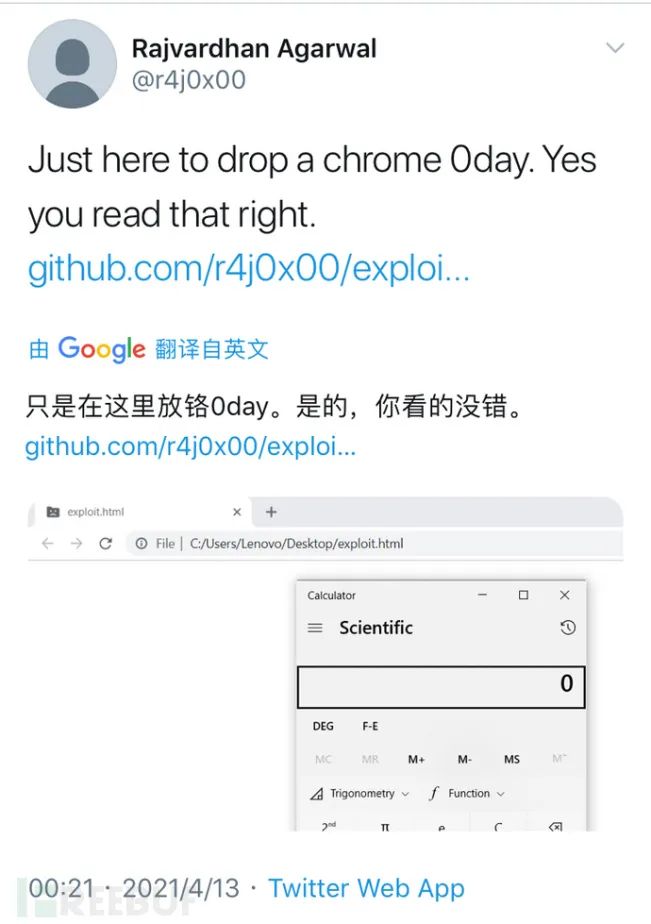 Rajvardhan Agarwal
@r4j0x00
Just here to drop a chrome 0day. Yes
you read that right.
github.com/r4j0x00/exploi...
由 Google 翻译自英文
只是在这里放铬0day。是的，你看的没错。
github.com/r4j0x00/exploi...
exploit.html
File | C:/Users/Lenovo/Desktop/exploit.html
Calculator
Scientific
0
DEG F-E
MC MR M+ M- MS M˅
Trigonometry f Function
2nd π e C
00:21 · 2021/4/13 · Twitter Web App
REEBUF